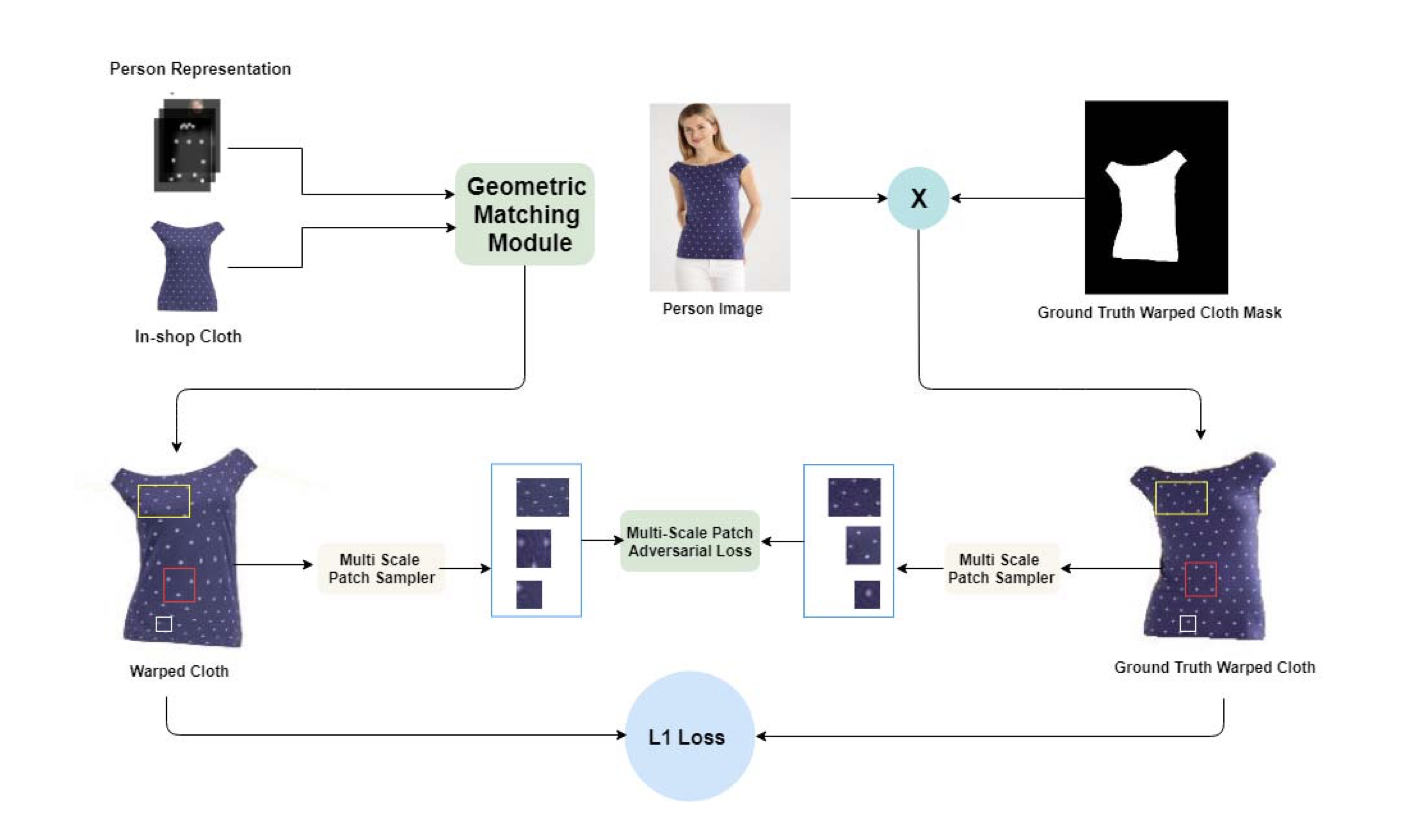 Person Representation
Geometric
Matching
Module
In-shop Cloth
Person Image
X
Ground Truth Warped Cloth Mask
Multi Scale
Patch Sampler
Multi-Scale Patch
Adversarial Loss
Multi Scale
Patch Sampler
Warped Cloth
Ground Truth Warped Cloth
L1 Loss